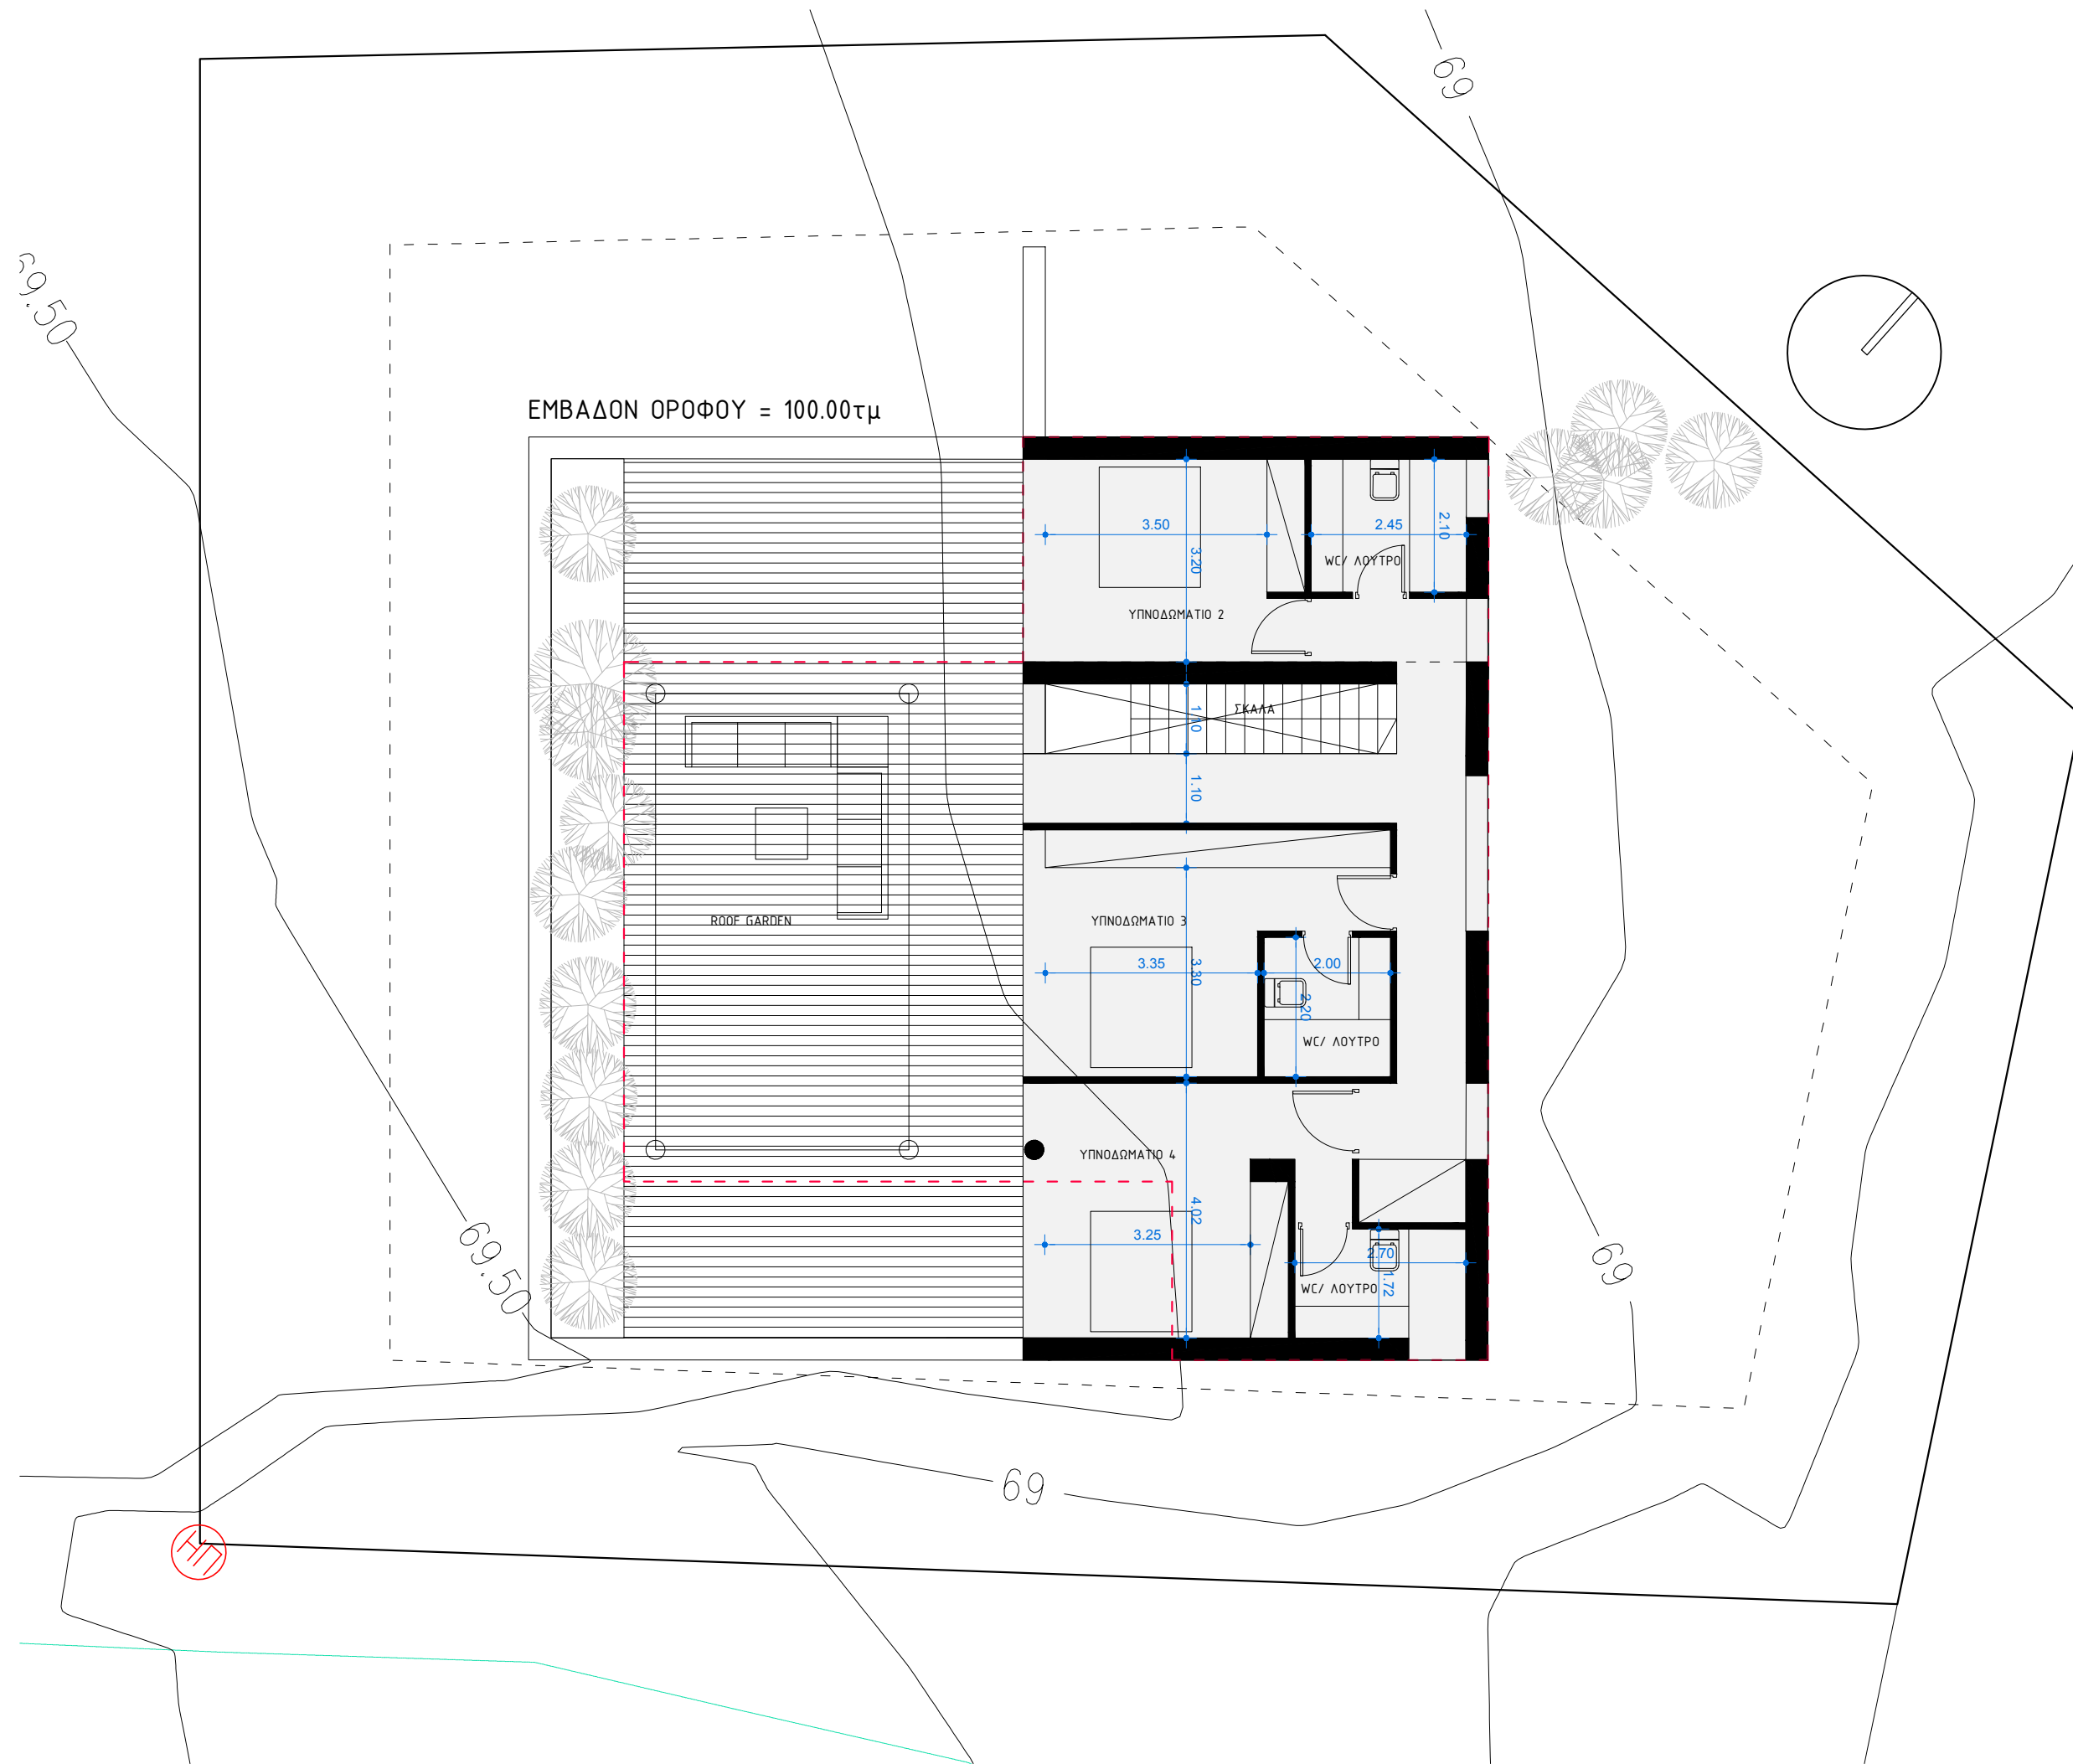 69
69.50
ΕΜΒΑΔΟΝ ΟΡΟΦΟΥ = 100.00τμ
3.50
2.45
2.10
3.20
WC/ ΛΟΥΤΡΟ
ΥΠΝΟΔΩΜΑΤΙΟ 2
ΣΚΑΛΑ
1.10
1.10
ROOF GARDEN
ΥΠΝΟΔΩΜΑΤΙΟ 3
3.35
3.30
2.00
2.20
WC/ ΛΟΥΤΡΟ
ΥΠΝΟΔΩΜΑΤΙΟ 4
4.02
3.25
2.70
1.72
WC/ ΛΟΥΤΡΟ
69.50
69
69
ΗΠ